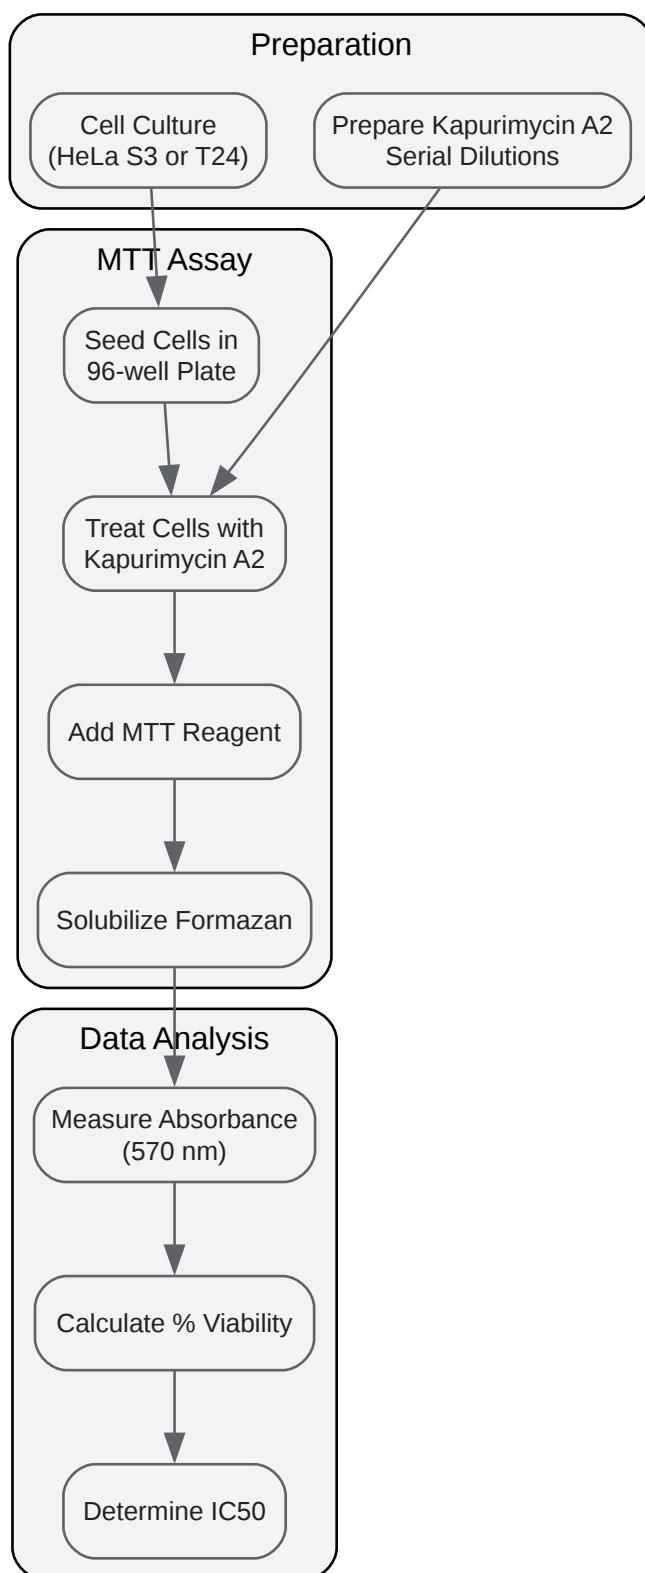 Preparation
Cell Culture
(HeLa S3 or T24)
Prepare Kapurimycin A2
Serial Dilutions
MTT Assay
Seed Cells in
96-well Plate
Treat Cells with
Kapurimycin A2
Add MTT Reagent
Solubilize Formazan
Data Analysis
Measure Absorbance
(570 nm)
Calculate % Viability
Determine IC50